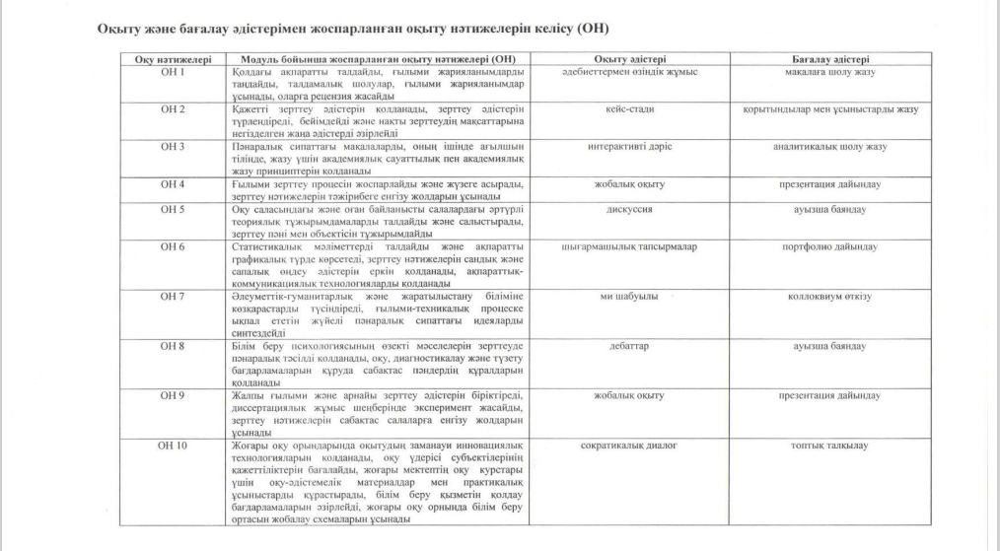 Оқыту және бағалау әдістерімен жоспарланған оқыту нәтижелерін келісу (ОН)
Оқу нәтижелері Модуль бойынша жоспарланған оқыту нәтижелері (ОН) Оқыту әдістері Бағалау әдістері
ОН 1 Қолдағы ақпаратты талдайды, ғылыми жарияланымдарды әдебиеттермен өзіндік жұмыс мақалаға шолу жазу
таңдайды, талдамалық шолулар, ғылыми жарияланымдар
ұсынады, оларға рецензия жасайды
ОН 2 Қажетті зерттеу әдістерін қолданады, зерттеу әдістерін кейс-стади қорытындылар мен ұсыныстарды жазу
түрлендіреді, бейімдейді және нақты зерттеудің мақсаттарына
негізделген жаңа әдістерді әзірлейді
ОН 3 Пәнаралық сипаттағы мақалаларды, оның ішінде ағылшын интерактивті дәріс аналитикалық шолу жазу
тілінде, жазу үшін академиялық сауаттылық пен академиялық
жазу принциптерін қолданады
ОН 4 Ғылыми зерттеу процесін жоспарлайды және жүзеге асырады, жобалық оқыту презентация дайындау
зерттеу нәтижелерін тәжірибеге енгізу жолдарын ұсынады
ОН 5 Оқу саласындағы және оған байланысты салалардағы әртүрлі дискуссия ауызша баяндау
теориялық тұжырымдамаларды талдайды және салыстырады,
зерттеу пәні мен объектісін тұжырымдайды
ОН 6 Статистикалық мәліметтерді талдайды және ақпаратты шығармашылық тапсырмалар портфолио дайындау
графикалық түрде көрсетеді, зерттеу нәтижелерін сандық және
сапалық өңдеу әдістерін еркін қолданады, ақпараттық-
коммуникациялық технологияларды қолданады
ОН 7 Әлеуметтік-гуманитарлық және жаратылыстану біліміне ми шабуылы коллоквиум өткізу
көзқарастарды түсіндіреді, ғылыми-техникалық процеске
ықпал ететін жүйелі пәнаралық сипаттағы идеяларды
синтездейді
ОН 8 Білім беру психологиясының өзекті мәселелерін зерттеуде дебаттар ауызша баяндау
пәнаралық тәсілді қолданады, оқу, диагностикалау және түзету
бағдарламаларын құруда сабақтас пәндердің құралдарын
қолданады
ОН 9 Жалпы ғылыми және арнайы зерттеу әдістерін біріктіреді, жобалық оқыту презентация дайындау
диссертациялық жұмыс шеңберінде эксперимент жасайды,
зерттеу нәтижелерін сабақтас салаларға енгізу жолдарын
ұсынады
ОН 10 Жоғары оқу орындарында оқытудың заманауи инновациялық сократикалық диалог топтық талқылау
технологияларын қолданады, оқу үдерісі субъектілерінің
қажеттіліктерін бағалайды, жоғары мектептің оқу курстары
үшін оқу-әдістемелік материалдар мен практикалық
ұсыныстарды құрастырады, білім беру қызметін қолдау
бағдарламаларын әзірлейді, жоғары оқу орнында білім беру
ортасын жобалау схемаларын ұсынады